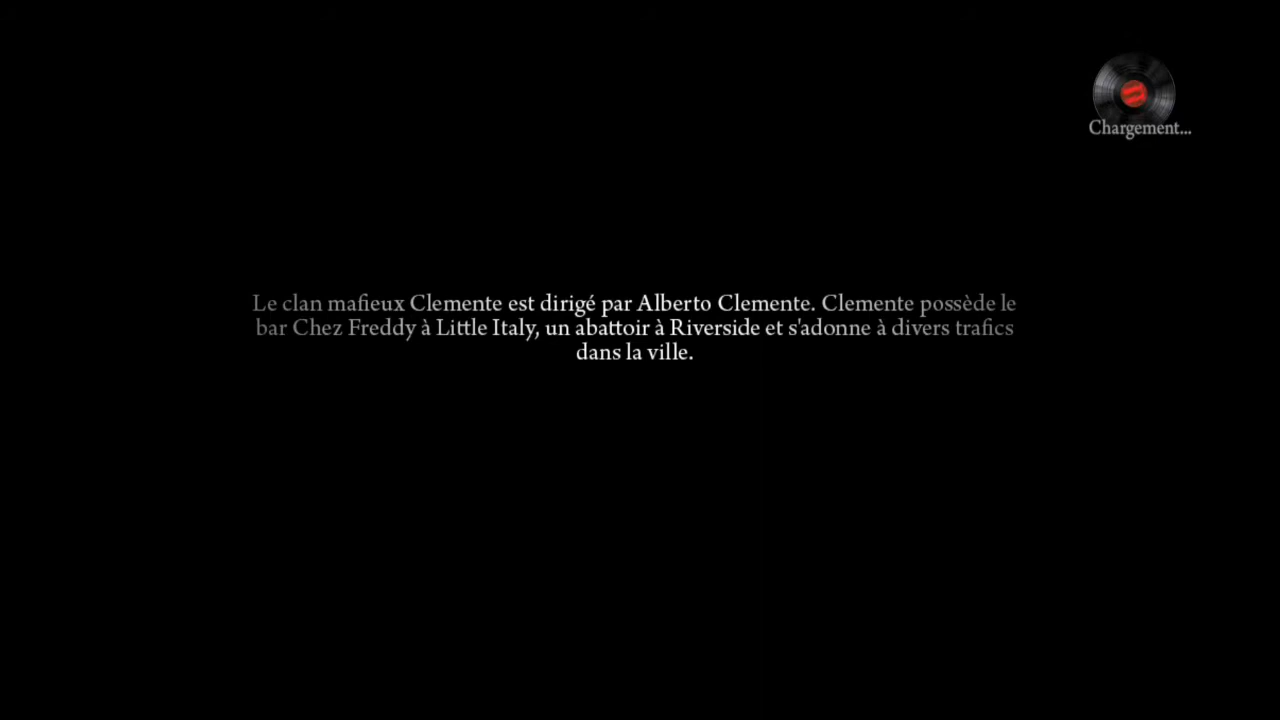 Chargement...
Le clan mafieux Clemente est dirigé par Alberto Clemente. Clemente possède le
bar Chez Freddy à Little Italy, un abattoir à Riverside et s'adonne à divers trafics
dans la ville.